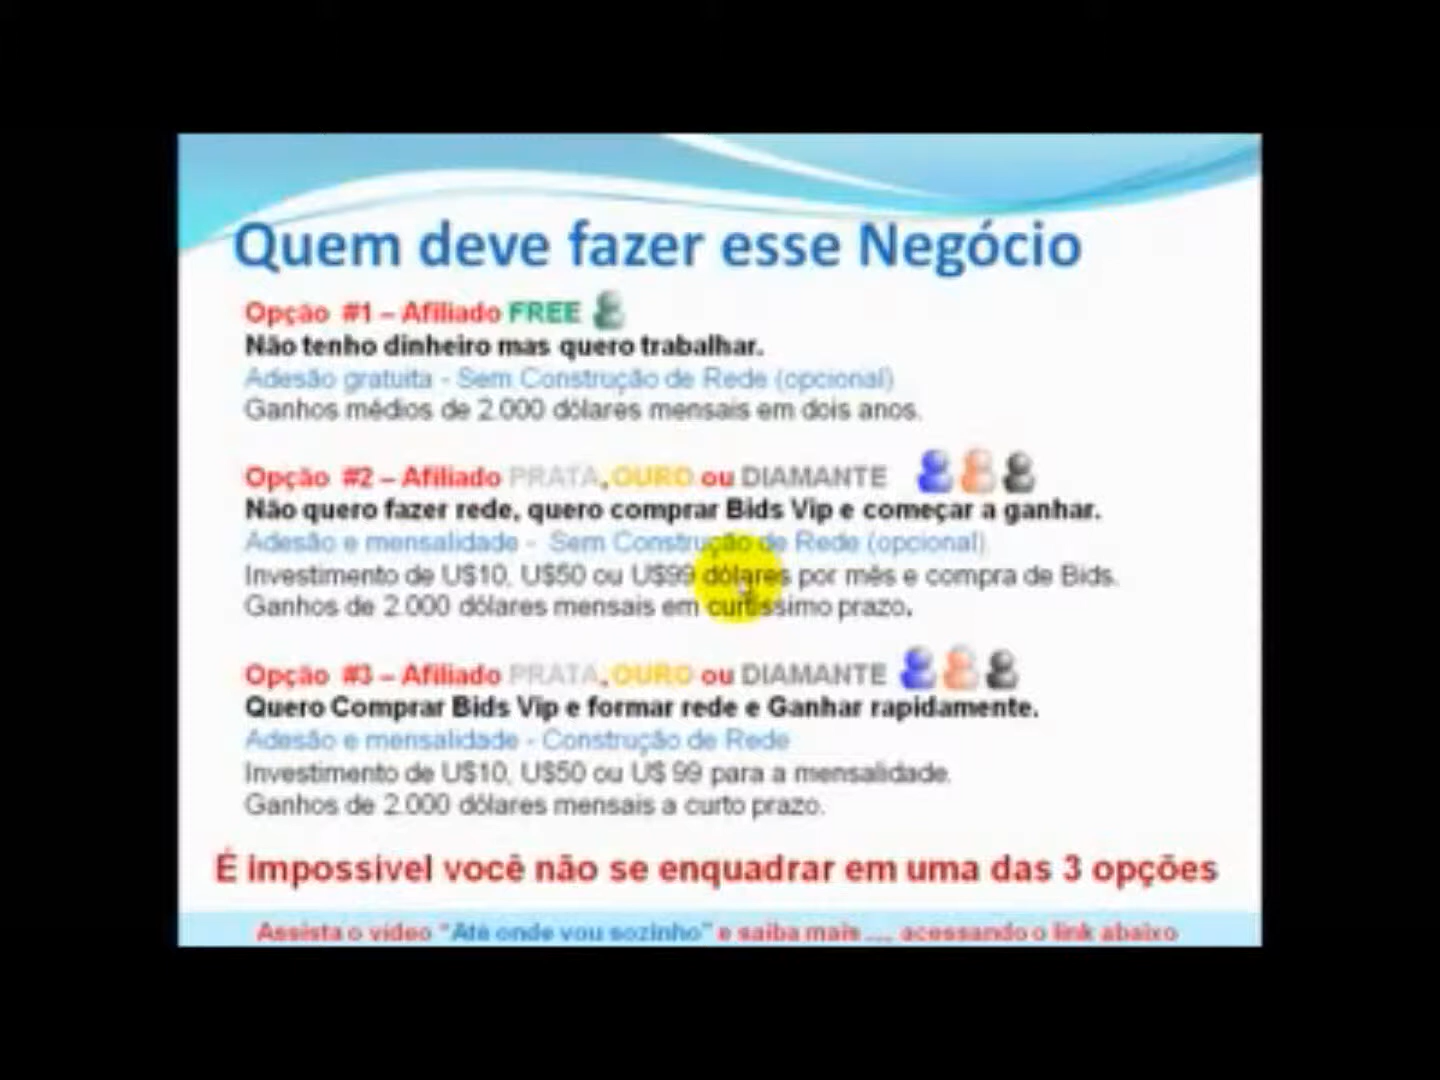 Quem deve fazer esse Negócio
Opção #1 – Afiliado FREE
Não tenho dinheiro mas quero trabalhar.
Adesão gratuita - Sem Construção de Rede (opcional)
Ganhos médios de 2.000 dólares mensais em dois anos.
Opção #2 – Afiliado PRATA, OURO ou DIAMANTE
Não quero fazer rede, quero comprar Bids Vip e começar a ganhar.
Adesão e mensalidade - Sem Construção de Rede (opcional)
Investimento de U$10, U$50 ou U$99 dólares por mês e compra de Bids.
Ganhos de 2.000 dólares mensais em curtíssimo prazo.
Opção #3 – Afiliado PRATA, OURO ou DIAMANTE
Quero Comprar Bids Vip e formar rede e Ganhar rapidamente.
Adesão e mensalidade - Construção de Rede
Investimento de U$10, U$50 ou U$ 99 para a mensalidade.
Ganhos de 2.000 dólares mensais a curto prazo.
É impossivel você não se enquadrar em uma das 3 opções
Assista o vídeo "Até onde vou sozinho" e saiba mais .... acessando o link abaixo